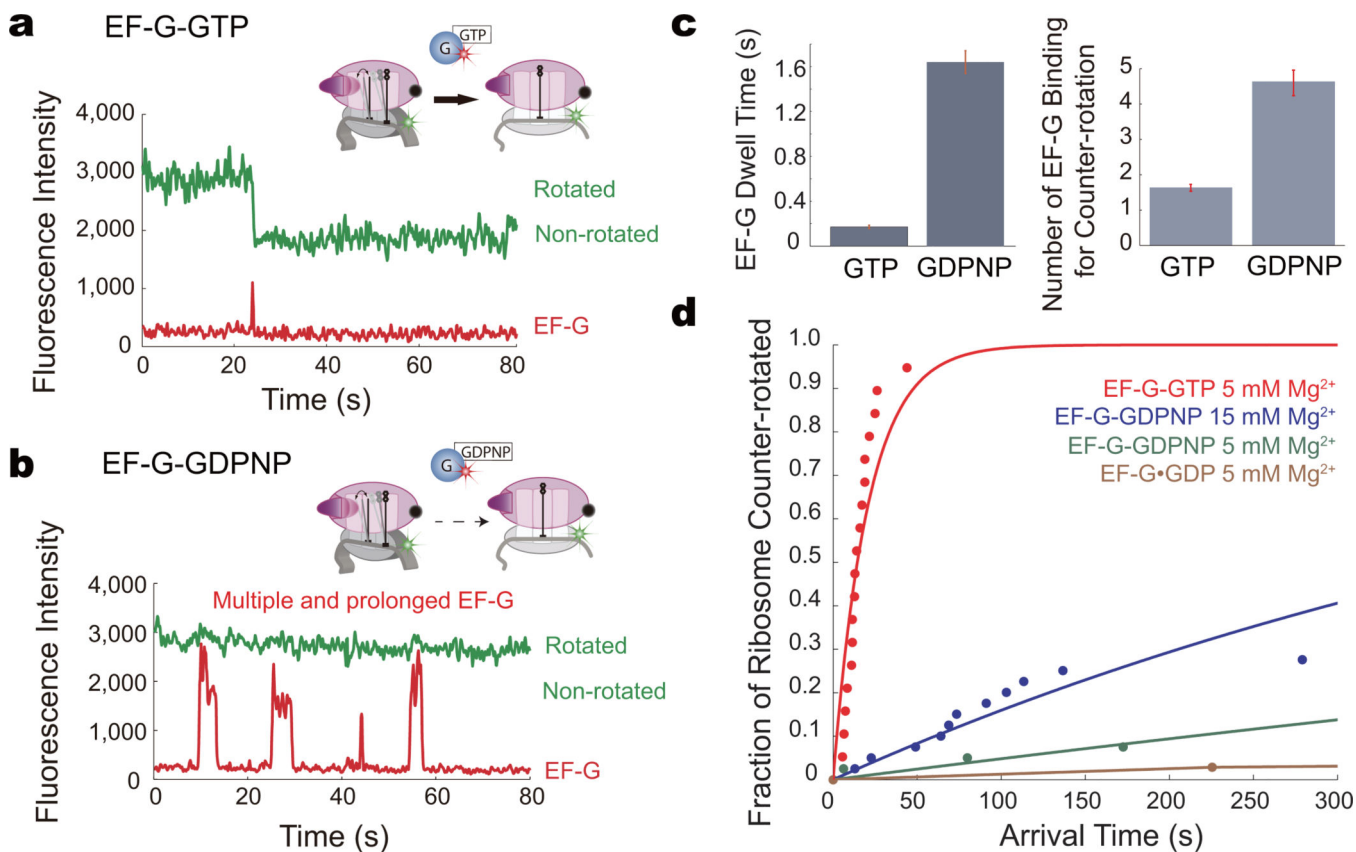 a
EF-G-GTP
G
GTP
Fluorescence Intensity
4,000
3,000
2,000
1,000
0
Rotated
Non-rotated
EF-G
0 20 40 60 80
Time (s)
b
EF-G-GDPNP
G
GDPNP
Fluorescence Intensity
4,000
3,000
2,000
1,000
0
Multiple and prolonged EF-G
Rotated
Non-rotated
EF-G
0 20 40 60 80
Time (s)
c
EF-G Dwell Time (s)
1.6
1.2
0.8
0.4
0
GTP GDPNP
Number of EF-G Binding
for Counter-rotation
5
4
3
2
1
0
GTP GDPNP
d
Fraction of Ribosome Counter-rotated
1.0
0.9
0.8
0.7
0.6
0.5
0.4
0.3
0.2
0.1
0
EF-G-GTP 5 mM Mg²⁺
EF-G-GDPNP 15 mM Mg²⁺
EF-G-GDPNP 5 mM Mg²⁺
EF-G•GDP 5 mM Mg²⁺
0 50 100 150 200 250 300
Arrival Time (s)